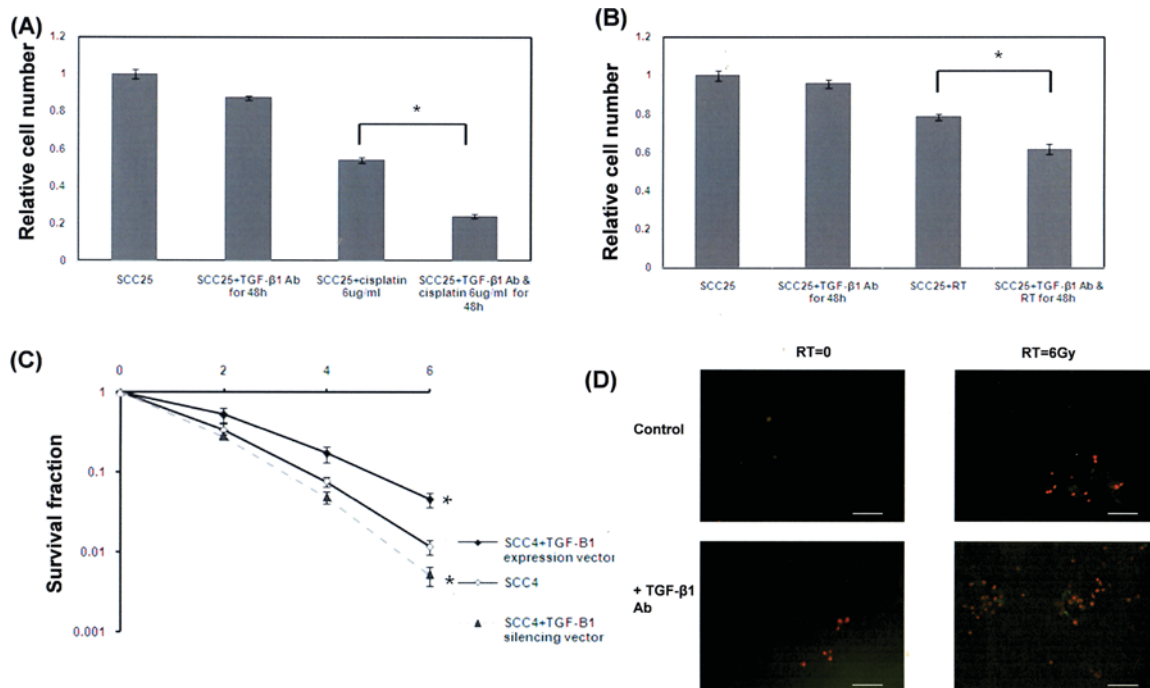 (A)
Relative cell number
1.2
1
0.8
0.6
0.4
0.2
0
*
SCC25
SCC25+TGF-β1 Ab
for 48h
SCC25+cisplatin
6ug/ml
SCC25+TGF-β1 Ab &
cisplatin 6ug/ml for
48h
(B)
Relative cell number
1.2
1
0.8
0.6
0.4
0.2
0
*
SCC25
SCC25+TGF-β1 Ab
for 48h
SCC25+RT
SCC25+TGF-β1 Ab &
RT for 48h
(C)
0 2 4 6
Survival fraction
1
0.1
0.01
0.001
*
*
SCC4+TGF-B1
expression vector
SCC4
SCC4+TGF-B1
silencing vector
(D)
RT=0
RT=6Gy
Control
+ TGF-β1
Ab